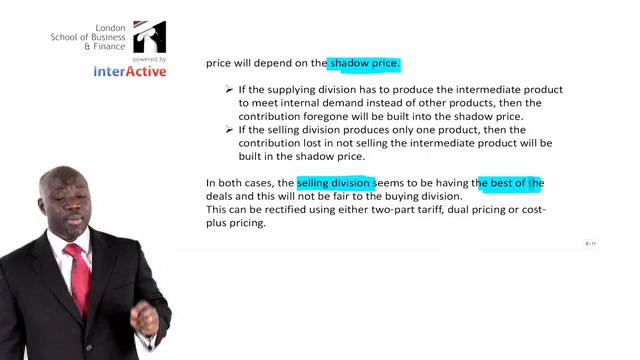 London
School of Business
& Finance
powered by
InterActive
price will depend on the shadow price.
➢ If the supplying division has to produce the intermediate product
to meet internal demand instead of other products, then the
contribution foregone will be built into the shadow price.
➢ If the selling division produces only one product, then the
contribution lost in not selling the intermediate product will be
built in the shadow price.
In both cases, the selling division seems to be having the best of the
deals and this will not be fair to the buying division.
This can be rectified using either two-part tariff, dual pricing or cost-
plus pricing.
8 / 11